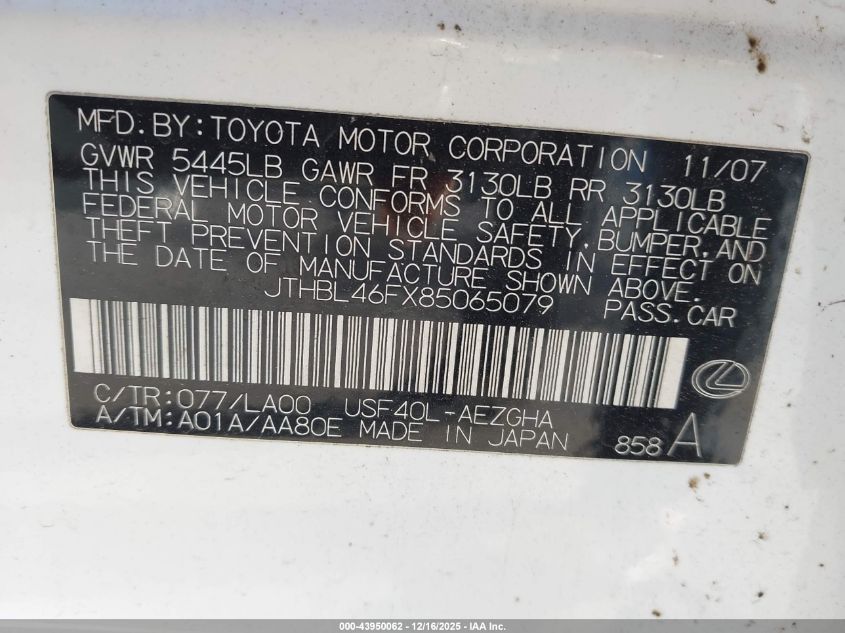 MFD.BY:TOYOTA MOTOR CORPORATION 11/07
GVWR 5445LB GAWR FR 3130LB RR 3130LB
THIS VEHICLE CONFORMS TO ALL APPLICABLE
FEDERAL MOTOR VEHICLE SAFETY,BUMPER,AND
THEFT PREVENTION STANDARDS IN EFFECT ON
THE DATE OF MANUFACTURE SHOWN ABOVE.
JTHBL46FX85065079 PASS.CAR
C/TR:077/LA00 USF40L-AEZGHA
A/TM:A01A/AA80E MADE IN JAPAN 858 A
000-43950062 - 12/16/2025 - IAA Inc.